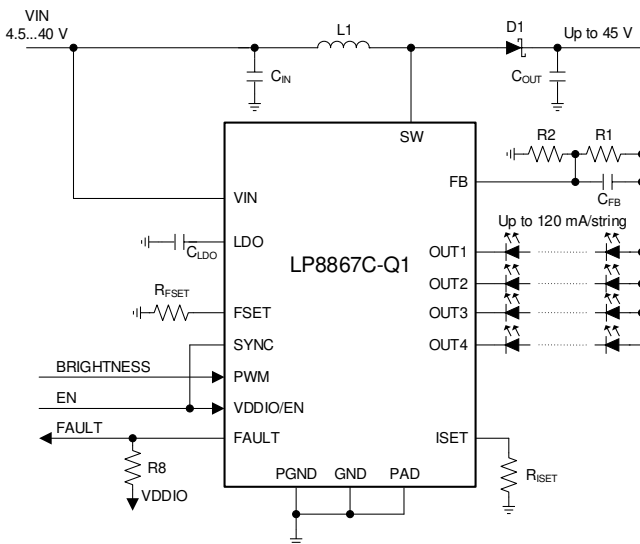 VIN
4.5...40 V
L1
D1
Up to 45 V
CIN
COUT
SW
R2
R1
FB
CFB
VIN
Up to 120 mA/string
LDO
CLDO
OUT1
LP8867C-Q1
OUT2
RFSET
FSET
OUT3
SYNC
OUT4
BRIGHTNESS
PWM
EN
VDDIO/EN
FAULT
FAULT
ISET
R8
PGND
GND
PAD
RISET
VDDIO